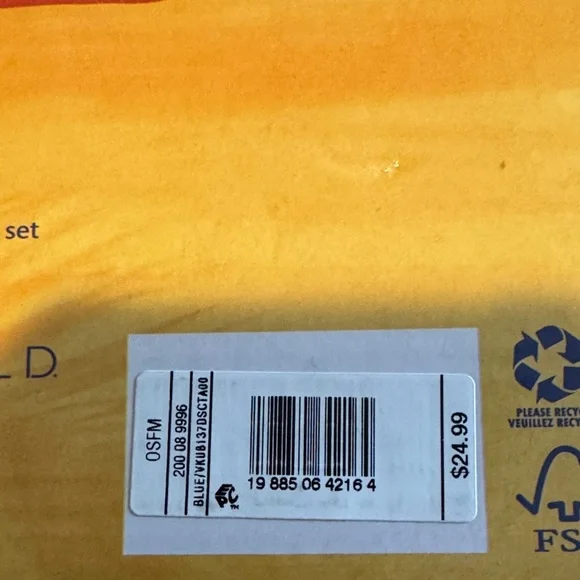 set
L D.
OSFM
200 08 9996
BLUE/VKU8137DSCTA00
19 885 06 4216 4
$24.99
TM
PLEASE RECY
VEUILLEZ RECY
FS